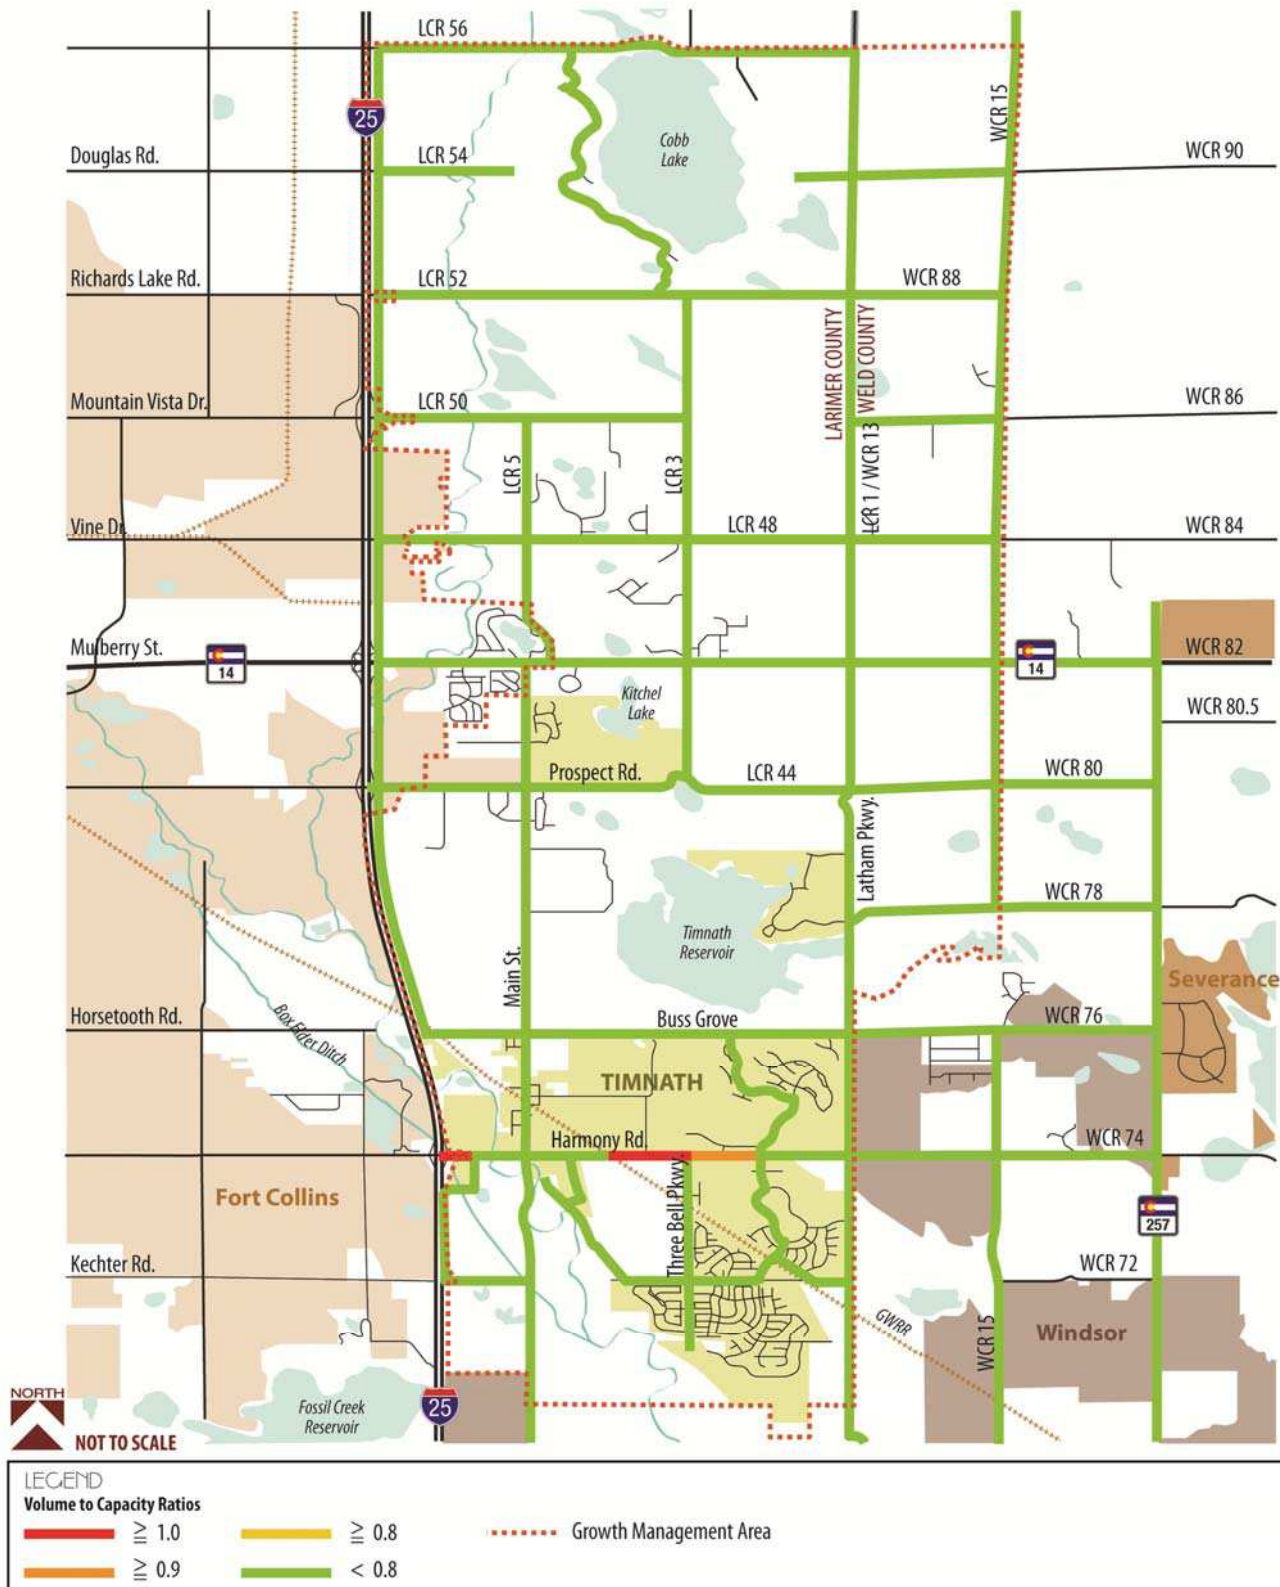 LCR 56
25
WCR 15
Cobb
Lake
Douglas Rd.
LCR 54
WCR 90
Richards Lake Rd.
LCR 52
WCR 88
LARIMER COUNTY
WELD COUNTY
Mountain Vista Dr.
LCR 50
WCR 86
LCR 5
LCR 3
LCR 1 / WCR 13
Vine Dr.
LCR 48
WCR 84
Mulberry St.
14
14
WCR 82
Kitchel
Lake
WCR 80.5
Prospect Rd.
LCR 44
WCR 80
Latham Pkwy.
WCR 78
Timnath
Reservoir
Main St.
Severance
Horsetooth Rd.
Box Elder Ditch
Buss Grove
WCR 76
TIMNATH
Harmony Rd.
WCR 74
Fort Collins
Three Bell Pkwy.
257
Kechter Rd.
WCR 72
GWRR
WCR 15
Windsor
NORTH
NOT TO SCALE
Fossil Creek
Reservoir
25
LEGEND
Volume to Capacity Ratios
≧ 1.0
≧ 0.8
Growth Management Area
≧ 0.9
< 0.8